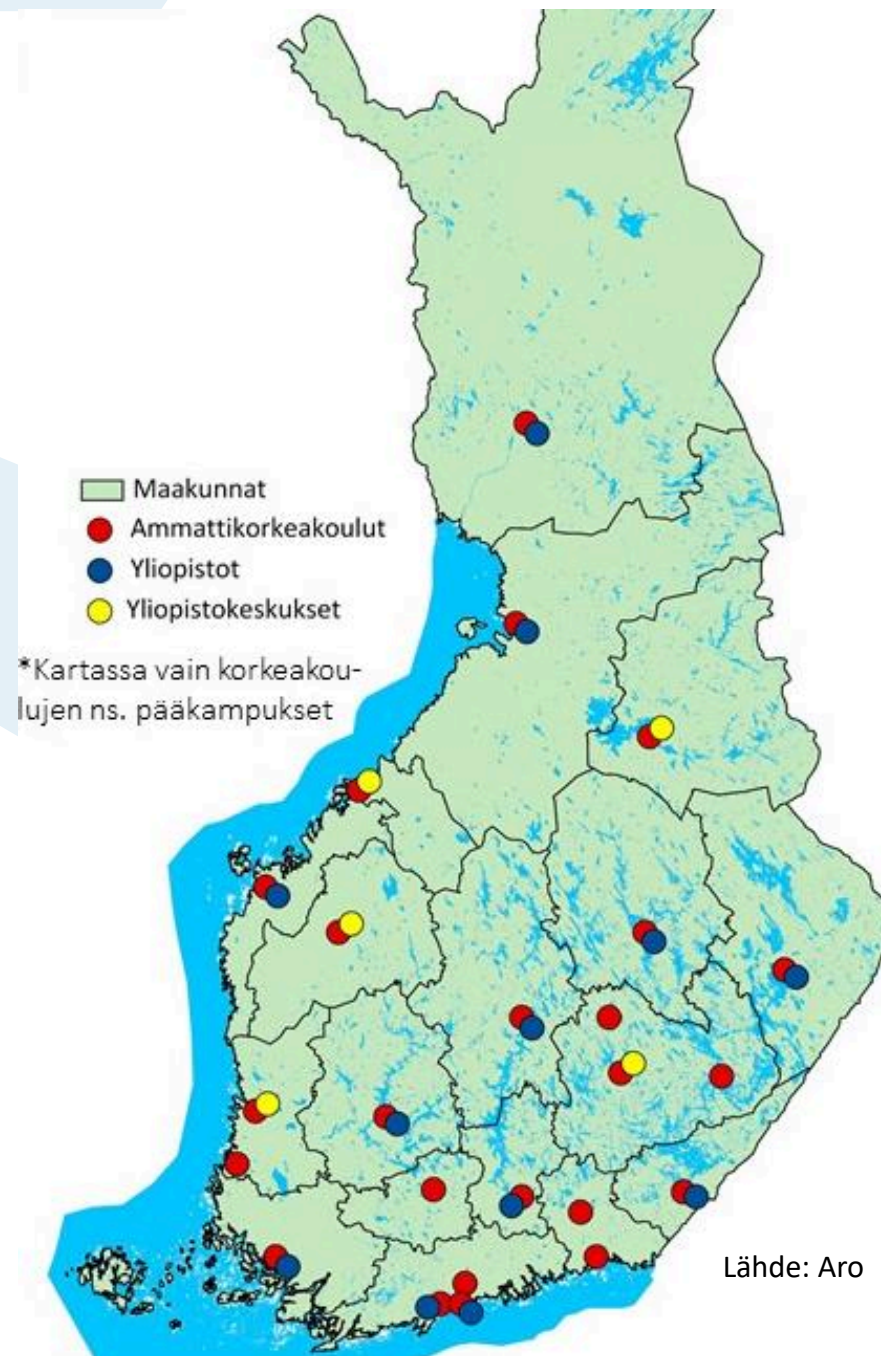 Maakunnat
Ammattikorkeakoulut
Yliopistot
Yliopistokeskukset
*Kartassa vain korkeakou-
lujen ns. pääkampukset
Lähde: Aro